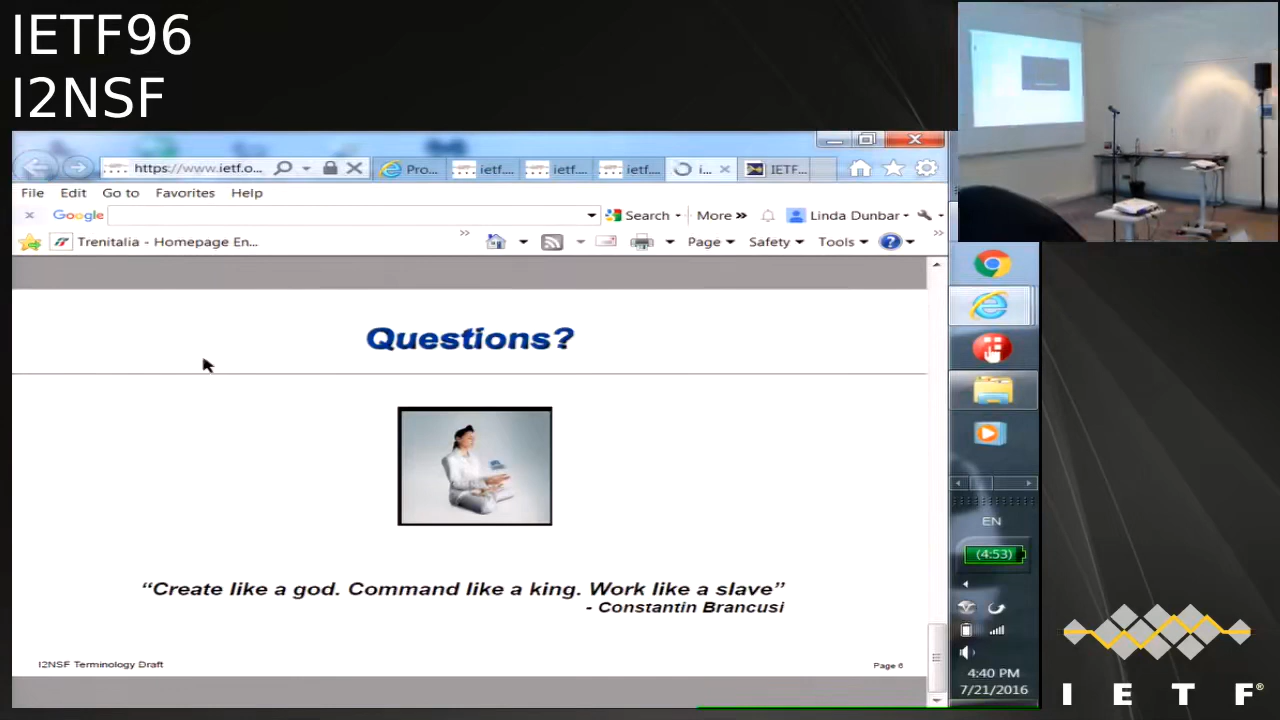 IETF96
I2NSF
https://www.ietf.o...
Pro...
ietf....
ietf....
ietf....
i...
IETF...
File Edit Go to Favorites Help
Google Search More » Linda Dunbar
Trenitalia - Homepage En...
Page Safety Tools
Questions?
“Create like a god. Command like a king. Work like a slave”
- Constantin Brancusi
I2NSF Terminology Draft
Page 6
EN
(4:53)
4:40 PM
7/21/2016
I E T F®